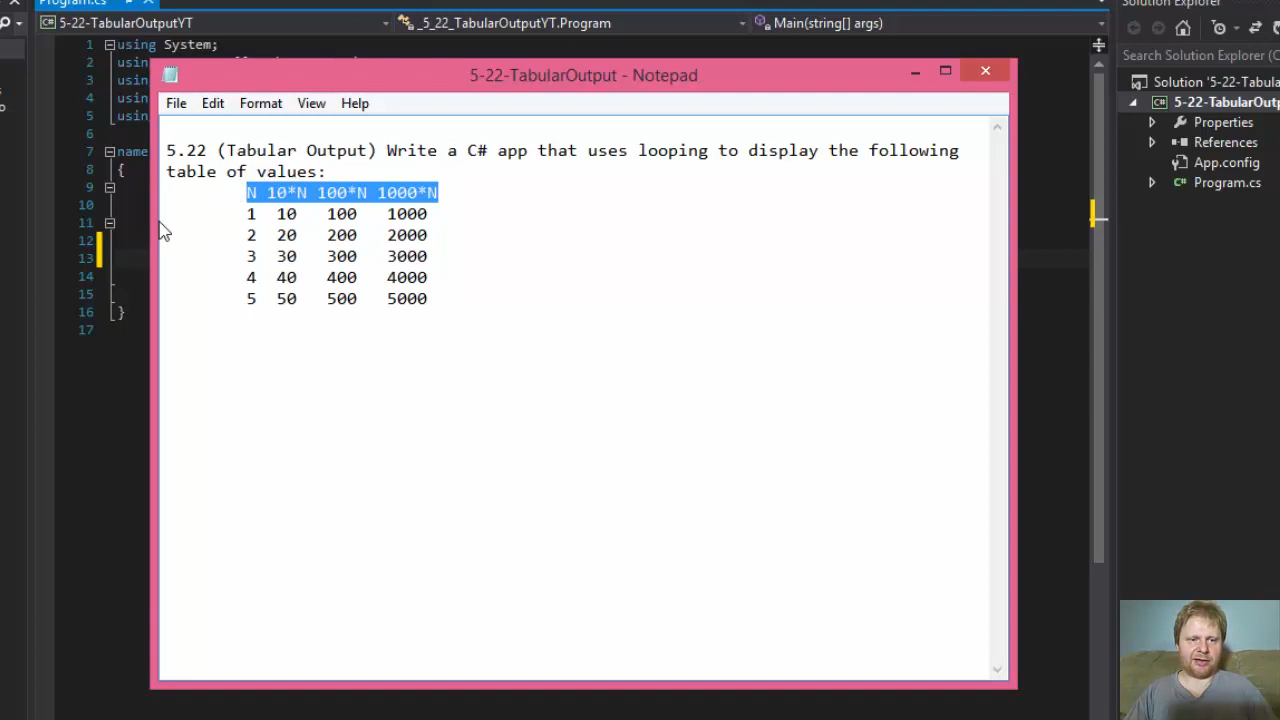 Program.cs
Solution Explorer
5-22-TabularOutputYT
_5_22_TabularOutputYT.Program
Main(string[] args)
Search Solution Explorer (C
1 using System;
2 usin
3 usin
4 usin
5 usin
6
7 name
8 {
9
10
11
12
13
14
15
16 }
17
5-22-TabularOutput - Notepad
File Edit Format View Help
5.22 (Tabular Output) Write a C# app that uses looping to display the following
table of values:
N 10*N 100*N 1000*N
1 10 100 1000
2 20 200 2000
3 30 300 3000
4 40 400 4000
5 50 500 5000
Solution '5-22-Tabula
5-22-TabularOutp
Properties
References
App.config
Program.cs